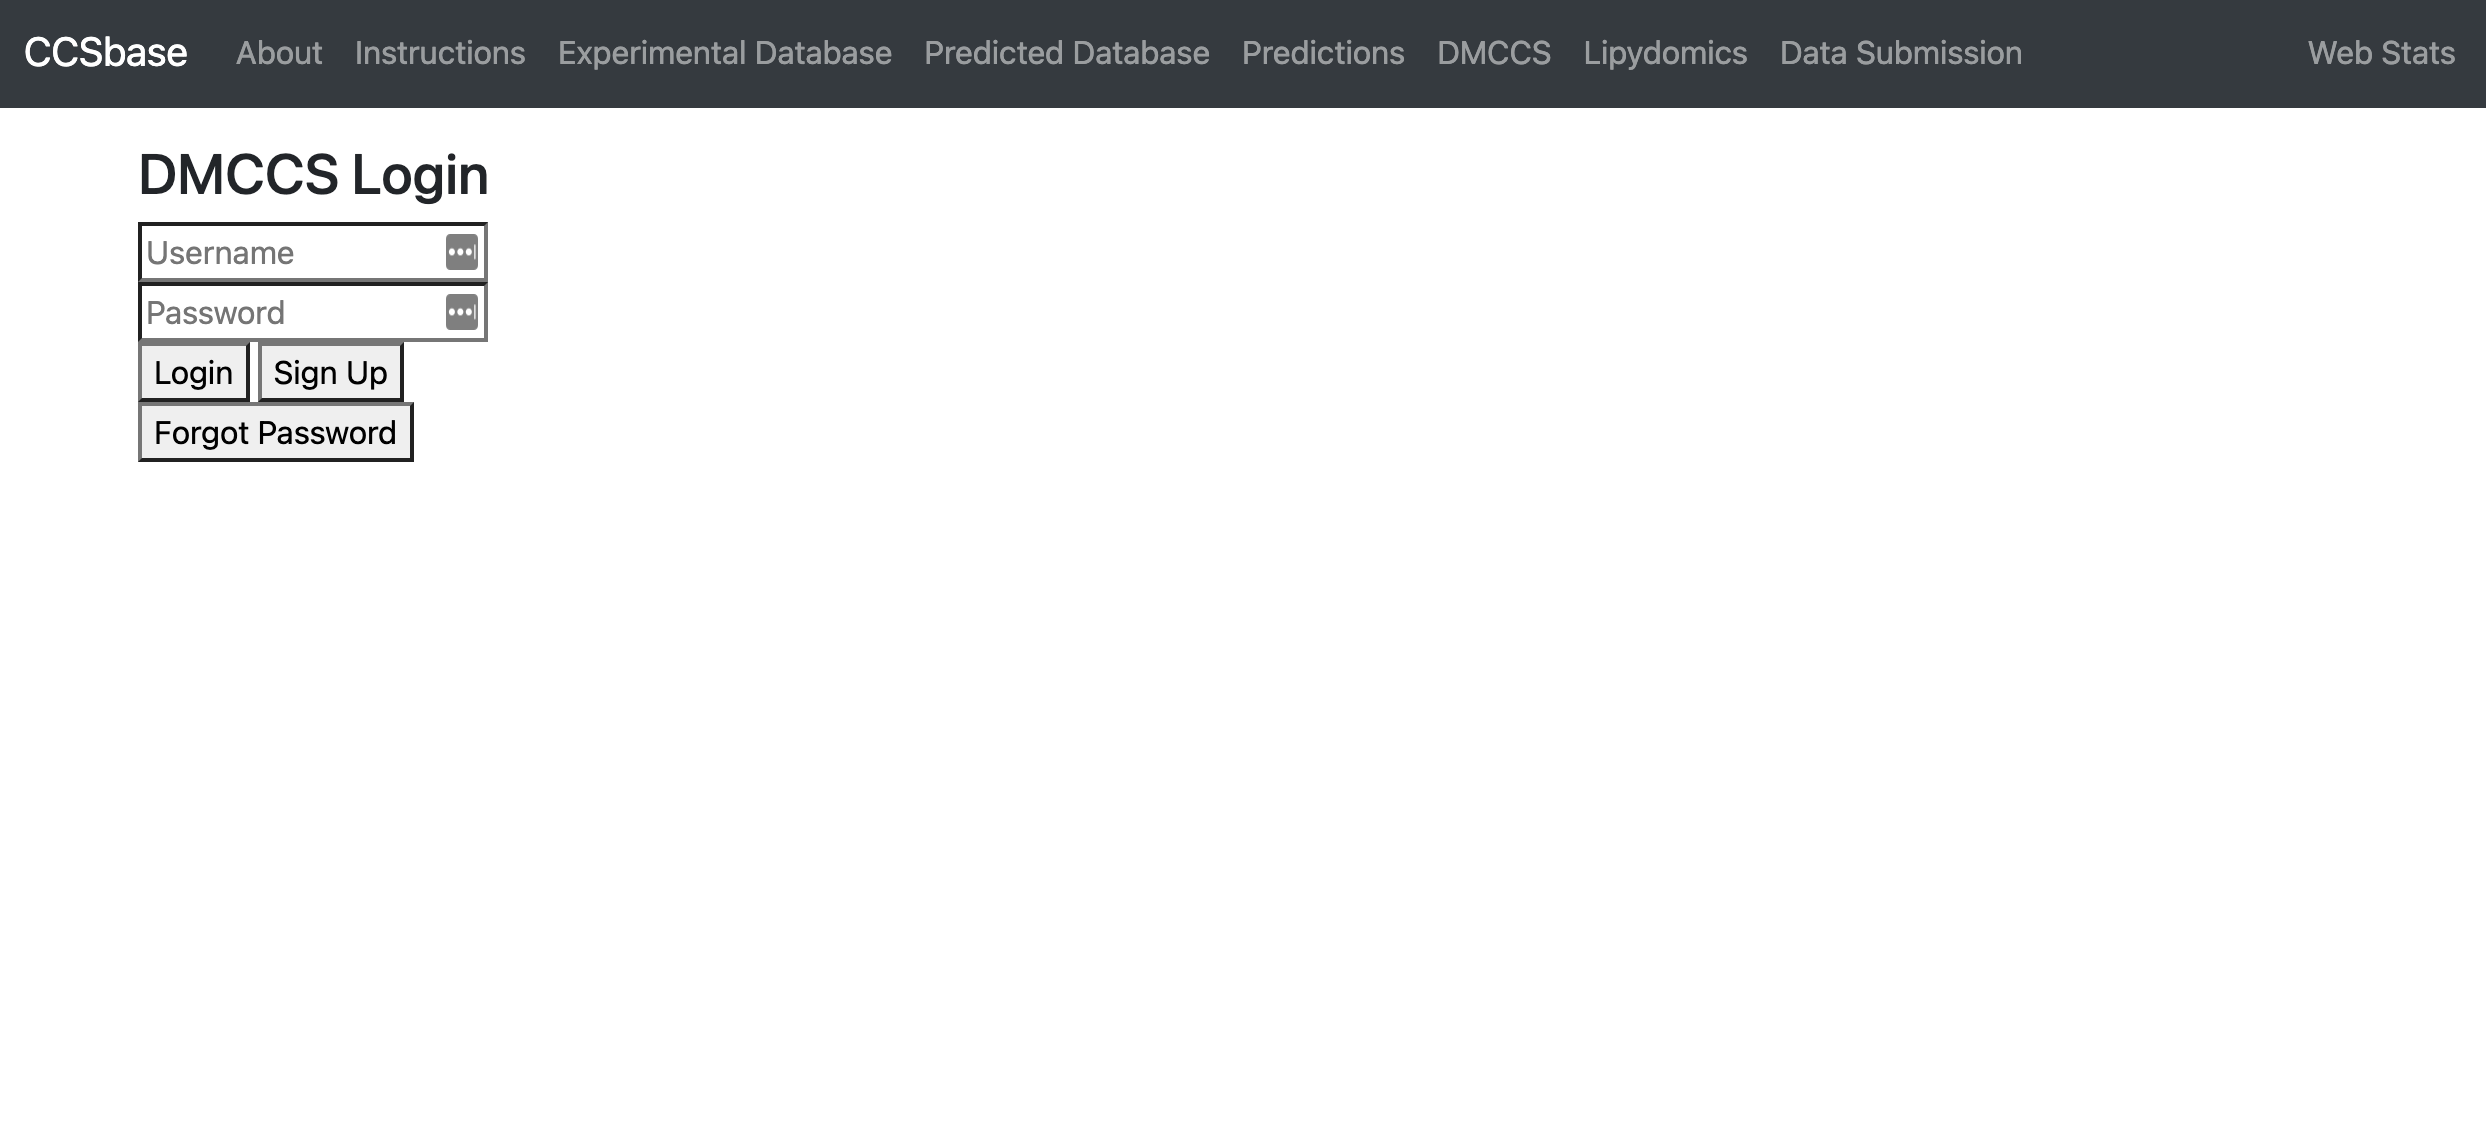 CCSbase About Instructions Experimental Database Predicted Database Predictions DMCCS Lipydomics Data Submission Web Stats
DMCCS Login
Username
Password
Login Sign Up
Forgot Password